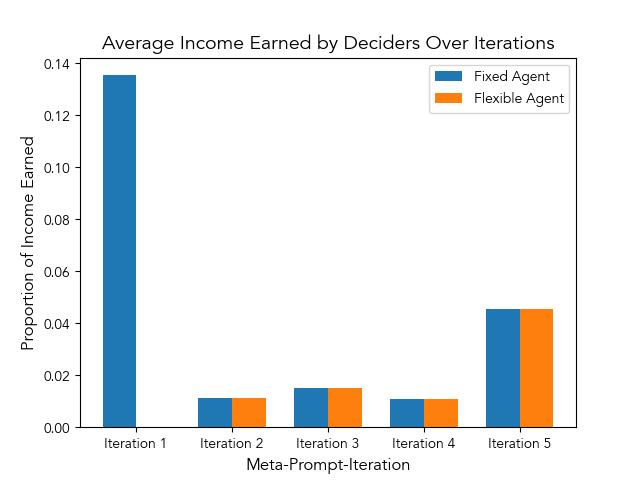 Average Income Earned by Deciders Over Iterations
Fixed Agent
Flexible Agent
0.14
0.12
0.10
0.08
0.06
0.04
0.02
0.00
Proportion of Income Earned
Iteration 1
Iteration 2
Iteration 3
Iteration 4
Iteration 5
Meta-Prompt-Iteration